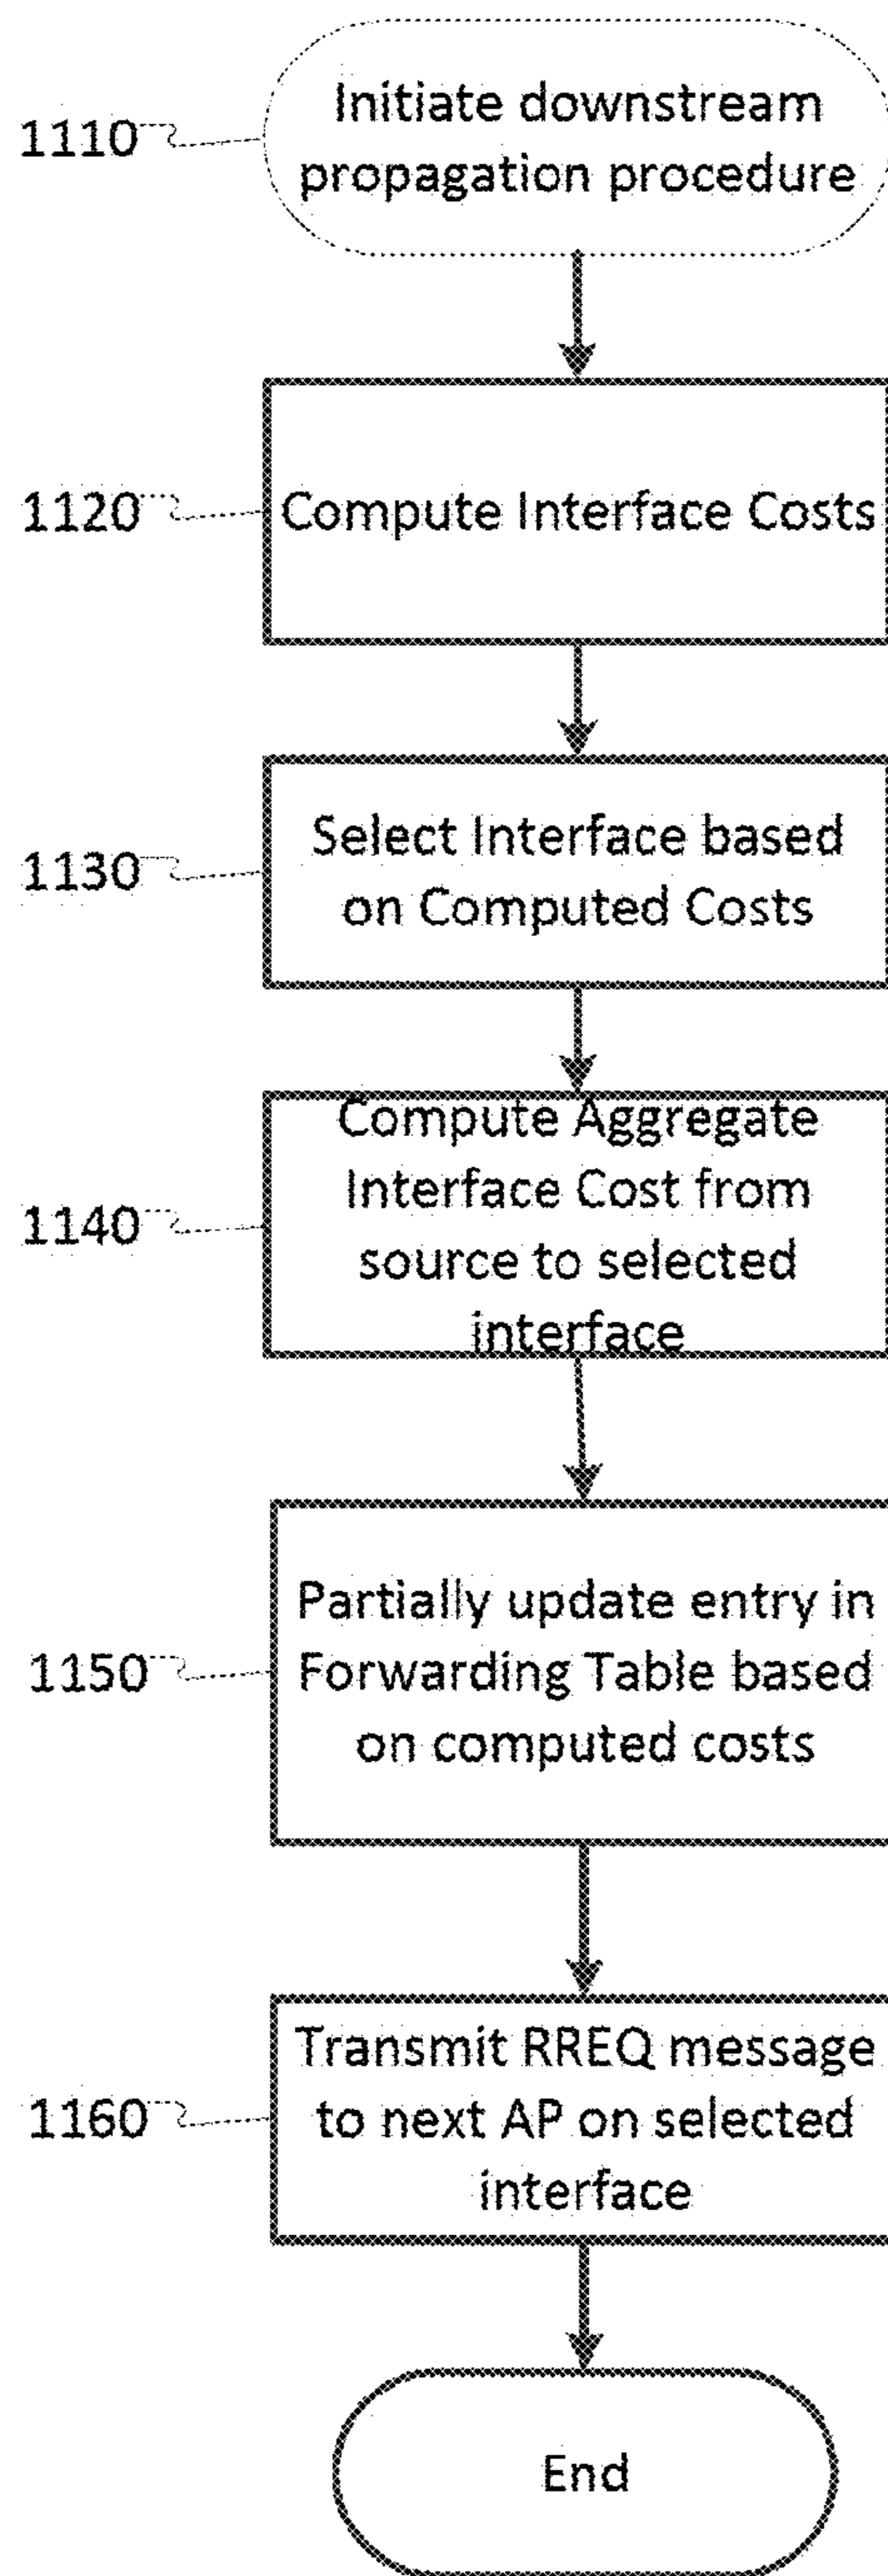 1110
Initiate downstream
propagation procedure
1120
Compute Interface Costs
1130
Select Interface based
on Computed Costs
1140
Compute Aggregate
Interface Cost from
source to selected
interface
1150
Partially update entry in
Forwarding Table based
on computed costs
1160
Transmit RREQ message
to next AP on selected
interface
End